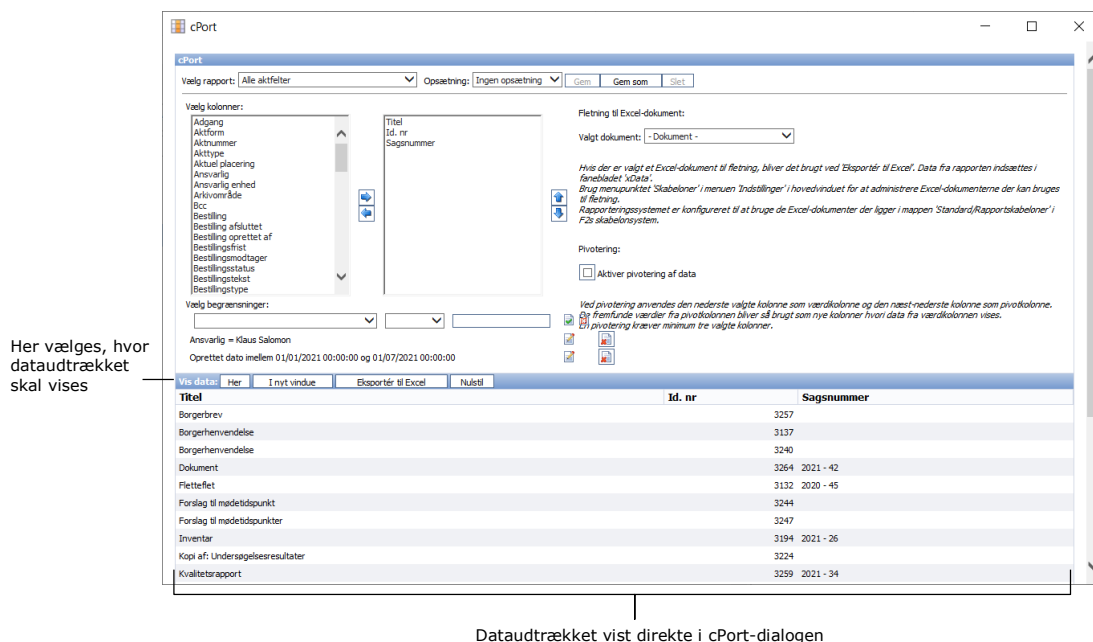 cPort
cPort
Vælg rapport: Alle aktfelter Opsætning: Ingen opsætning Gem Gem som Slet
Vælg kolonner:
Adgang
Aktform
Aktnummer
Akttype
Aktuel placering
Ansvarlig
Ansvarlig enhed
Arkivområde
Bcc
Bestilling
Bestilling afsluttet
Bestilling oprettet af
Bestillingsfrist
Bestillingsmodtager
Bestillingsstatus
Bestillingstekst
Bestillingstype
Titel
Id. nr
Sagsnummer
Fletning til Excel-dokument:
Valgt dokument: - Dokument -
Hvis der er valgt et Excel-dokument til fletning, bliver det brugt ved 'Eksportér til Excel'. Data fra rapporten indsættes i
fanebladet 'xData'.
Brug menupunktet 'Skabeloner' i menuen 'Indstillinger' i hovedvinduet for at administrere Excel-dokumenterne der kan bruges
til fletning.
Rapporteringssystemet er konfigureret til at bruge de Excel-dokumenter der ligger i mappen 'Standard/Rapportskabeloner' i
F2s skabelonsystem.
Pivotering:
Aktiver pivotering af data
Ved pivotering anvendes den nederste valgte kolonne som værdikolonne og den næst-nederste kolonne som pivotkolonne.
De fremfundne værdier fra pivotkolonnen bliver så brugt som nye kolonner hvori data fra værdikolonnen vises.
En pivotering kræver minimum tre valgte kolonner.
Vælg begrænsninger:
Ansvarlig = Klaus Salomon
Oprettet dato imellem 01/01/2021 00:00:00 og 01/07/2021 00:00:00
Her vælges, hvor
dataudtrækket
skal vises
Vis data: Her I nyt vindue Eksportér til Excel Nulstil
Titel Id. nr Sagsnummer
Borgerbrev 3257
Borgerhenvendelse 3137
Borgerhenvendelse 3240
Dokument 3264 2021 - 42
Fletteflet 3132 2020 - 45
Forslag til mødetidspunkt 3244
Forslag til mødetidspunkter 3247
Inventar 3194 2021 - 26
Kopi af: Undersøgelsesresultater 3224
Kvalitetsrapport 3259 2021 - 34
Dataudtrækket vist direkte i cPort-dialogen